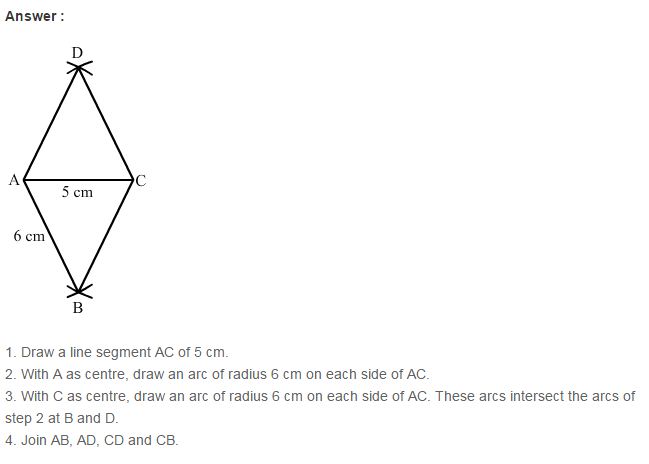 Answer :
D
A
C
5 cm
6 cm
B
1. Draw a line segment AC of 5 cm.
2. With A as centre, draw an arc of radius 6 cm on each side of AC.
3. With C as centre, draw an arc of radius 6 cm on each side of AC. These arcs intersect the arcs of
step 2 at B and D.
4. Join AB, AD, CD and CB.